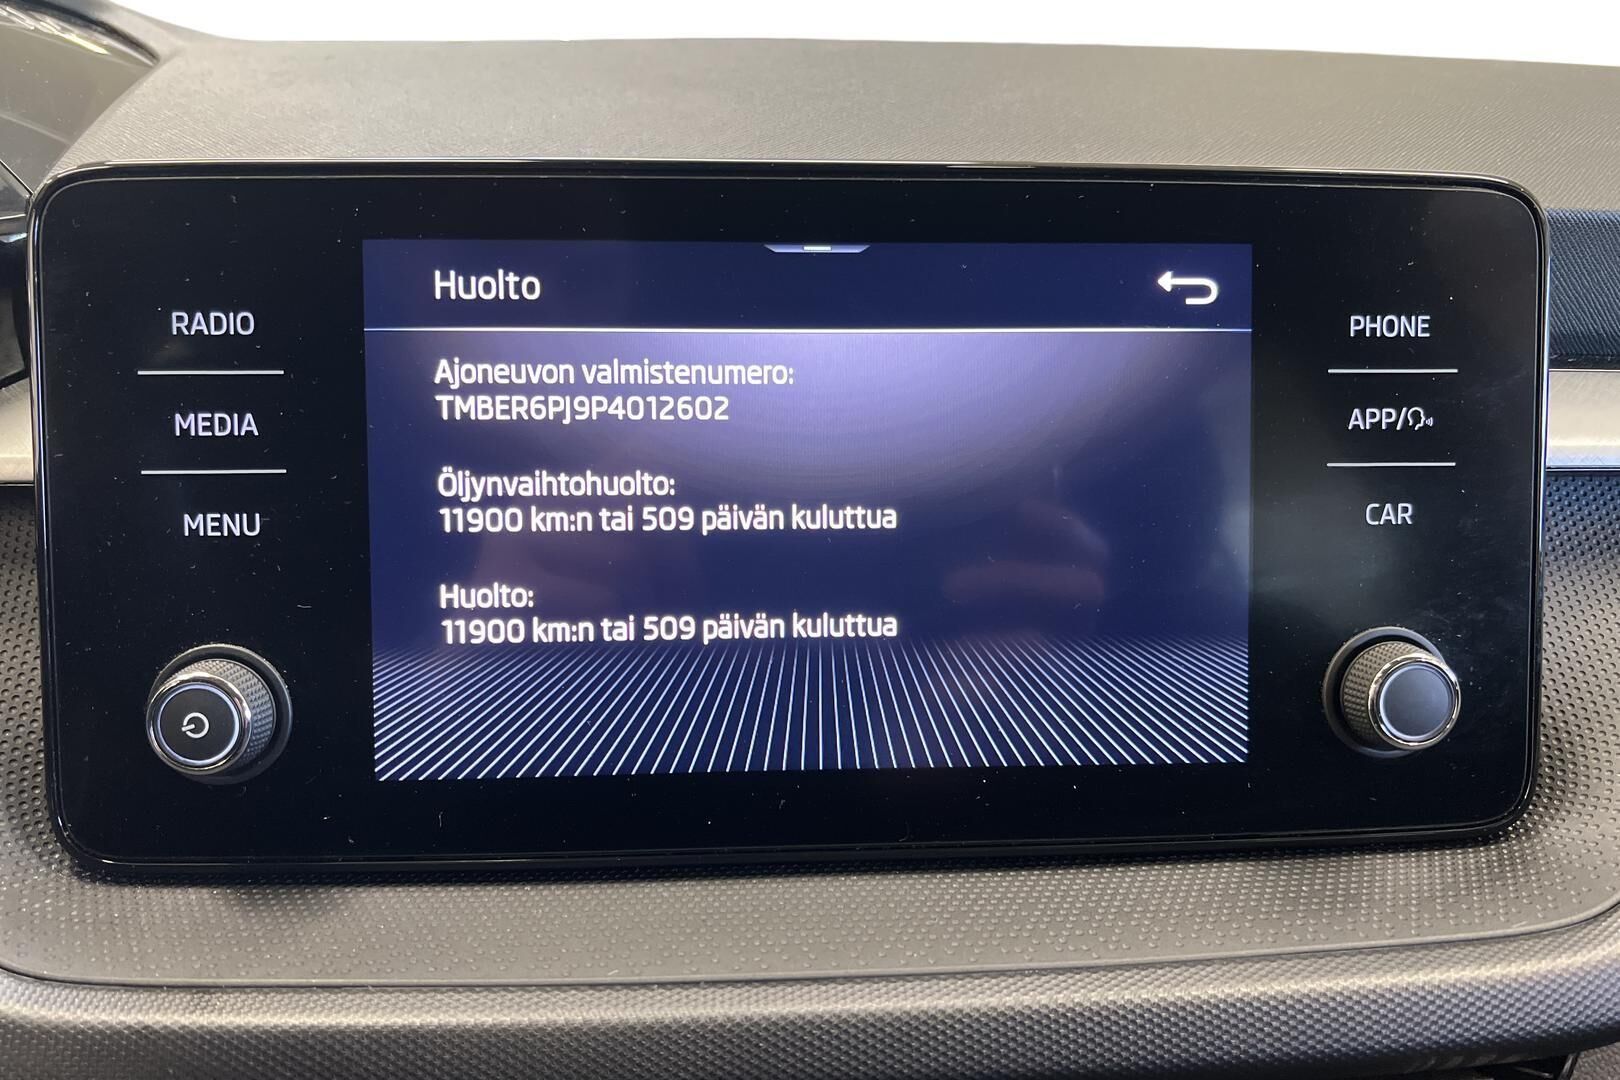 RADIO
MEDIA
MENU
Huolto
Ajoneuvon valmistenumero:
TMBER6PJ9P4012602
Öljynvaihtohuolto:
11900 km:n tai 509 päivän kuluttua
Huolto:
11900 km:n tai 509 päivän kuluttua
PHONE
APP/
CAR